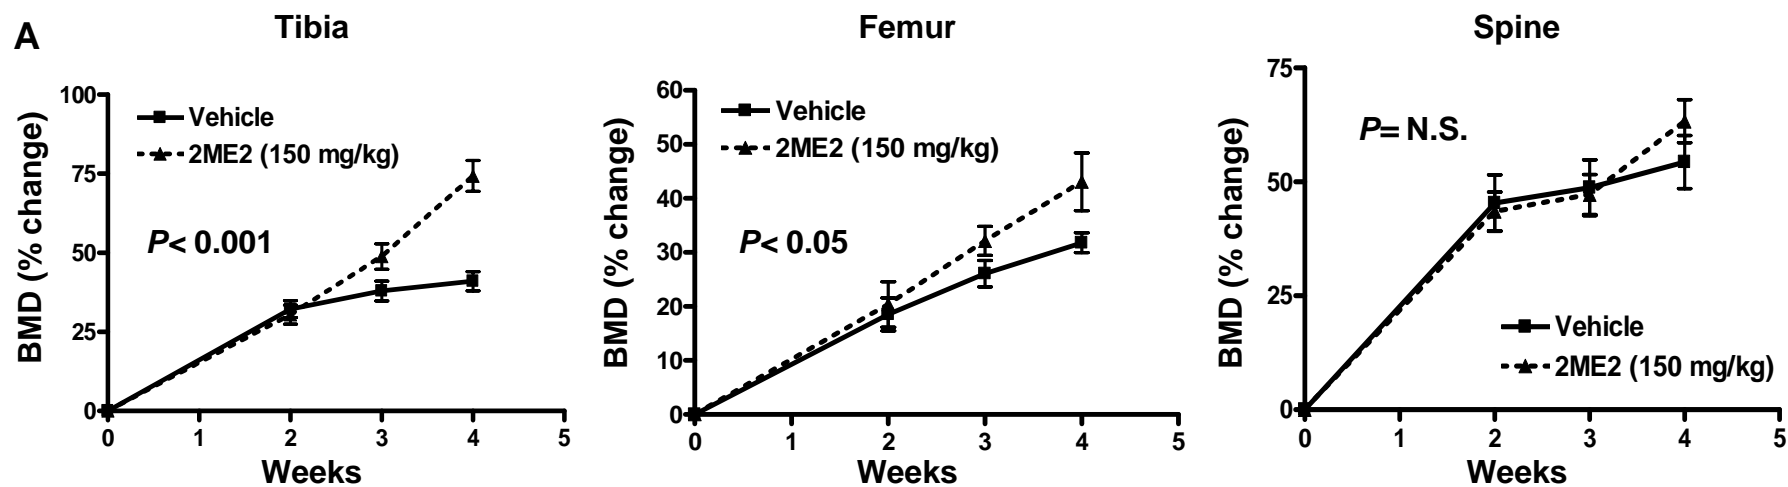 A
Tibia
BMD (% change)
100
75
50
25
0
Vehicle
2ME2 (150 mg/kg)
P< 0.001
0 1 2 3 4 5
Weeks
Femur
BMD (% change)
60
50
40
30
20
10
0
Vehicle
2ME2 (150 mg/kg)
P< 0.05
0 1 2 3 4 5
Weeks
Spine
BMD (% change)
75
50
25
0
P= N.S.
Vehicle
2ME2 (150 mg/kg)
0 1 2 3 4 5
Weeks